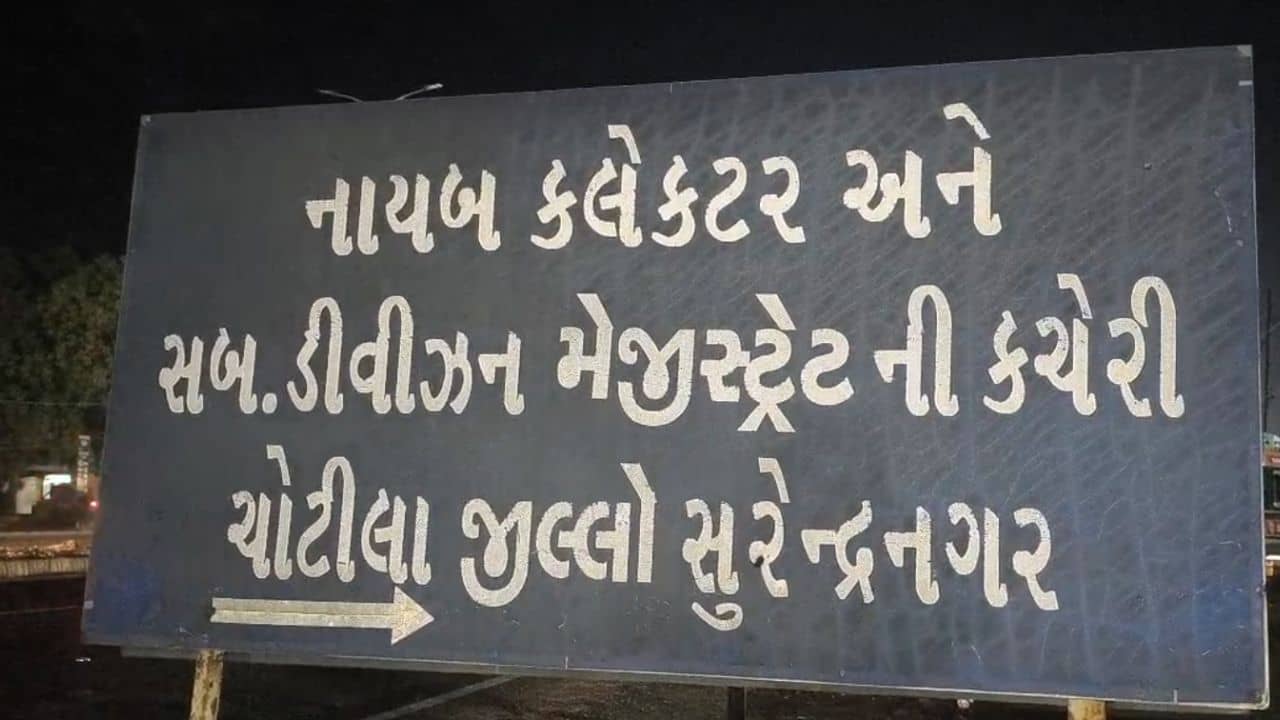 નાયબ કલેકટર અને
સબ.ડીવીઝન મેજીસ્ટ્રેટ ની કચેરી
ચોટીલા જીલ્લો સુરેન્દ્રનગર